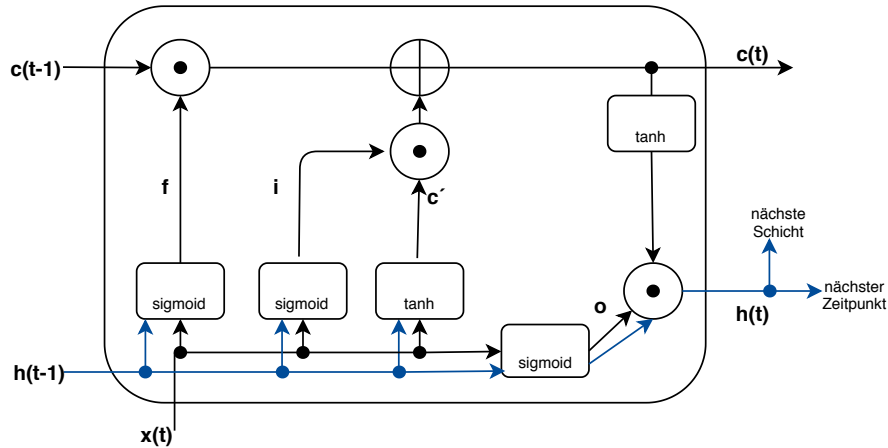 c(t-1)
c(t)
tanh
f
i
c´
nächste
Schicht
sigmoid
sigmoid
tanh
nächster
Zeitpunkt
o
h(t)
sigmoid
h(t-1)
x(t)